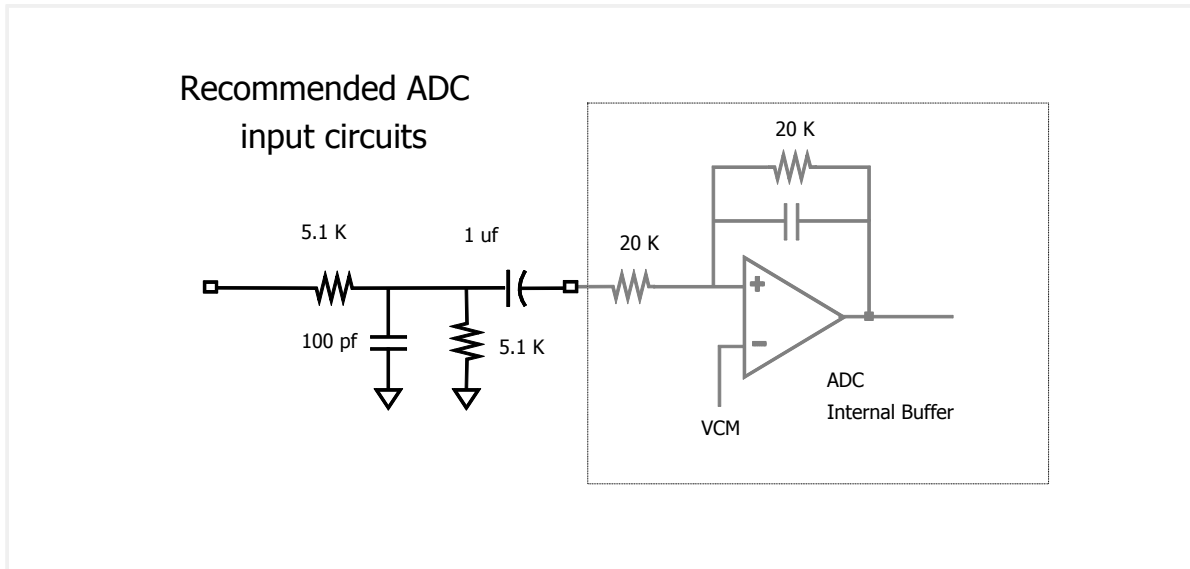 Recommended ADC
input circuits
5.1 K
1 uf
100 pf
5.1 K
20 K
20 K
+
-
VCM
ADC
Internal Buffer